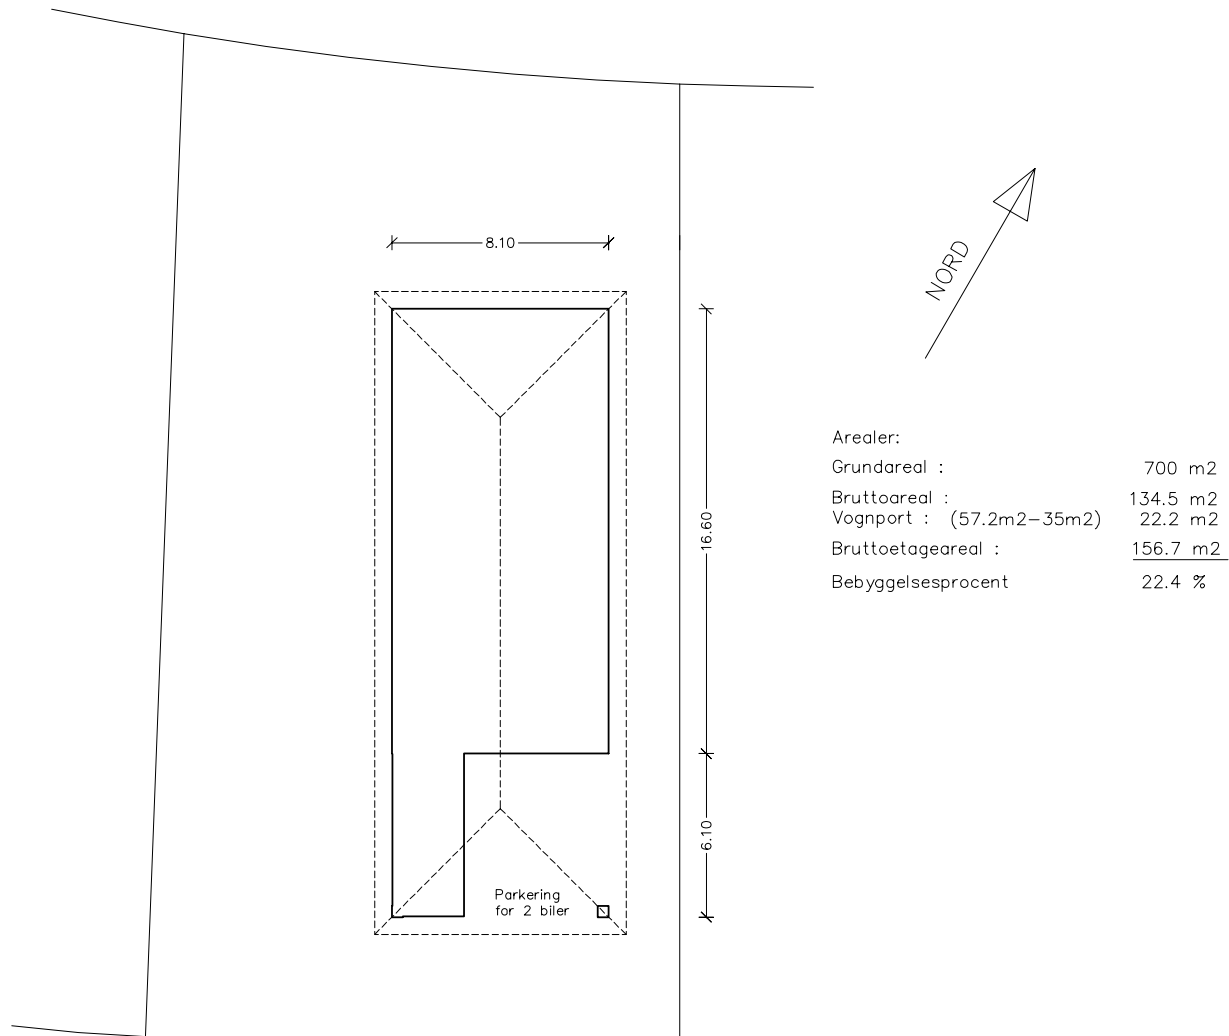 8.10
NORD
16.60
6.10
Parkering
for 2 biler
Arealer:
Grundareal : 700 m2
Bruttoareal : 134.5 m2
Vognport : (57.2m2-35m2) 22.2 m2
Bruttoetageareal : 156.7 m2
Bebyggelsesprocent 22.4 %